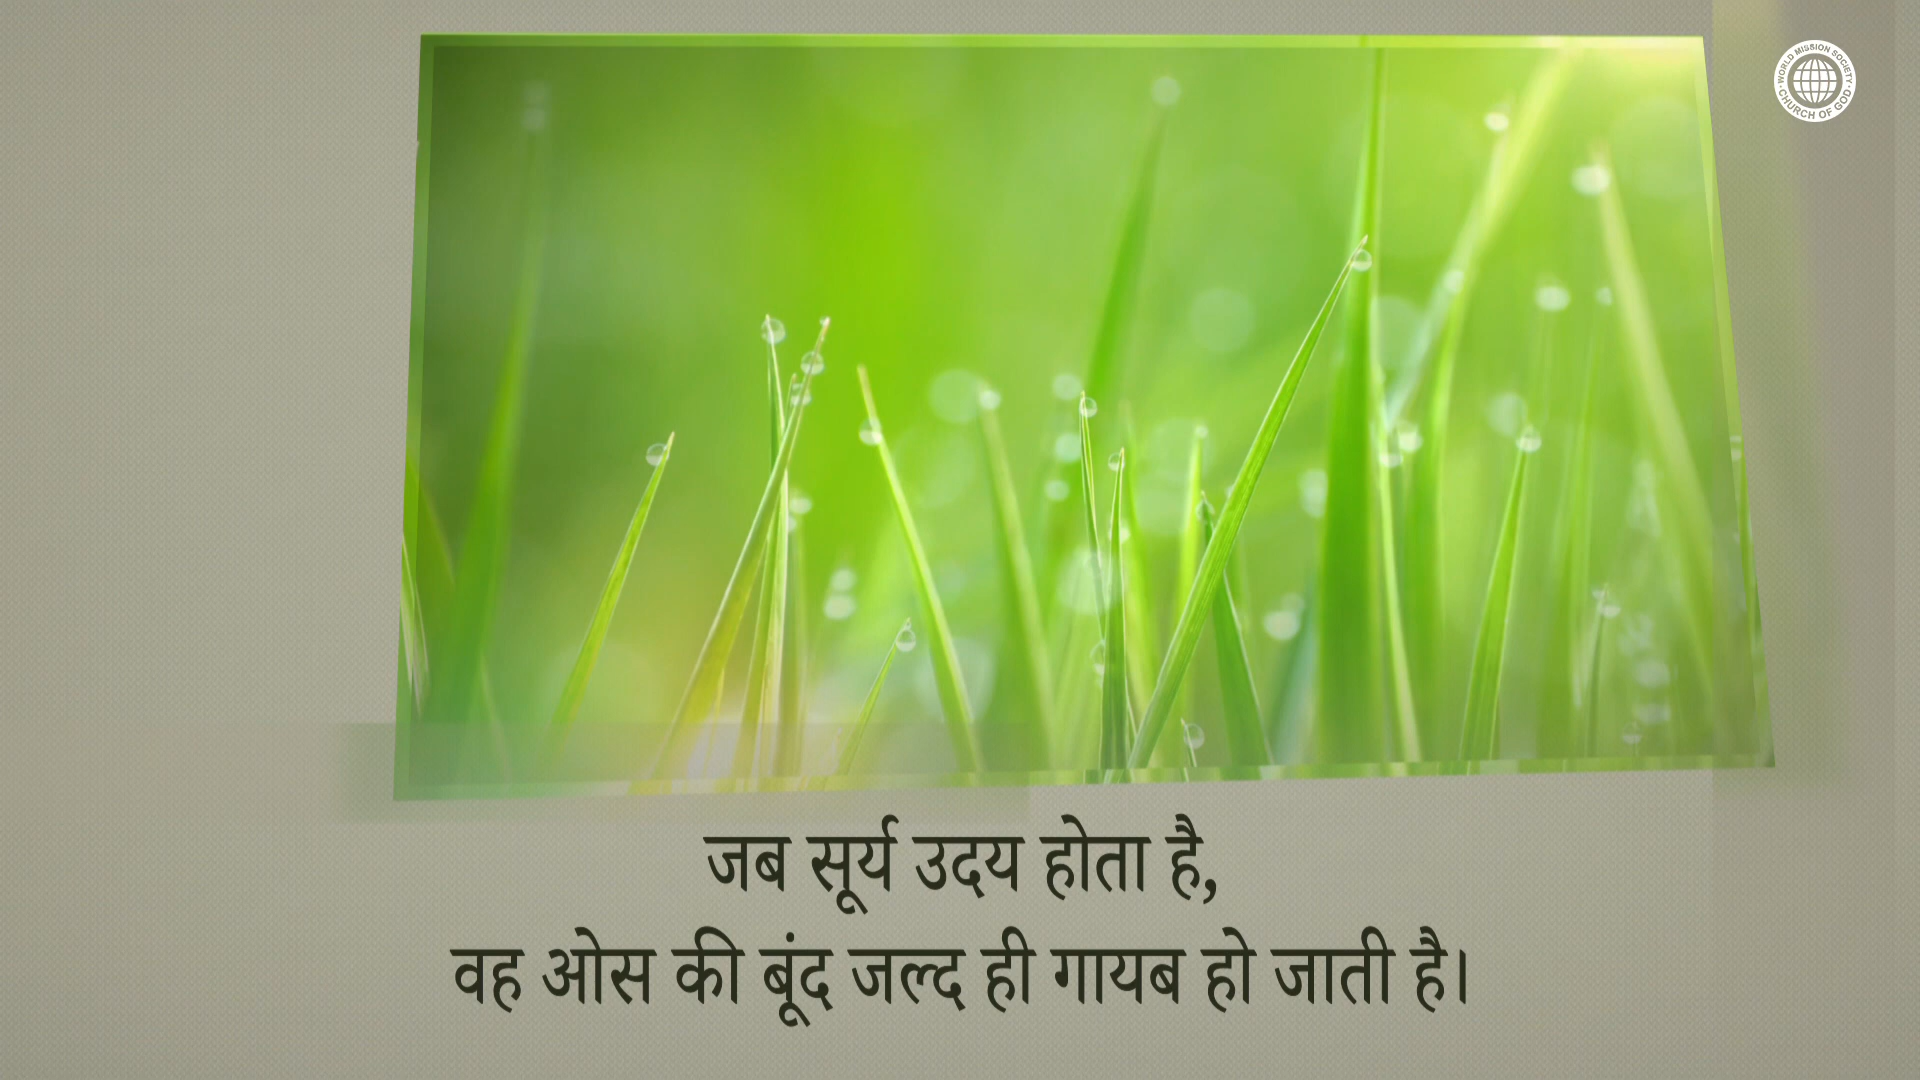 WORLD MISSION SOCIETY
CHURCH OF GOD
जब सूर्य उदय होता है,
वह ओस की बूंद जल्द ही गायब हो जाती है।